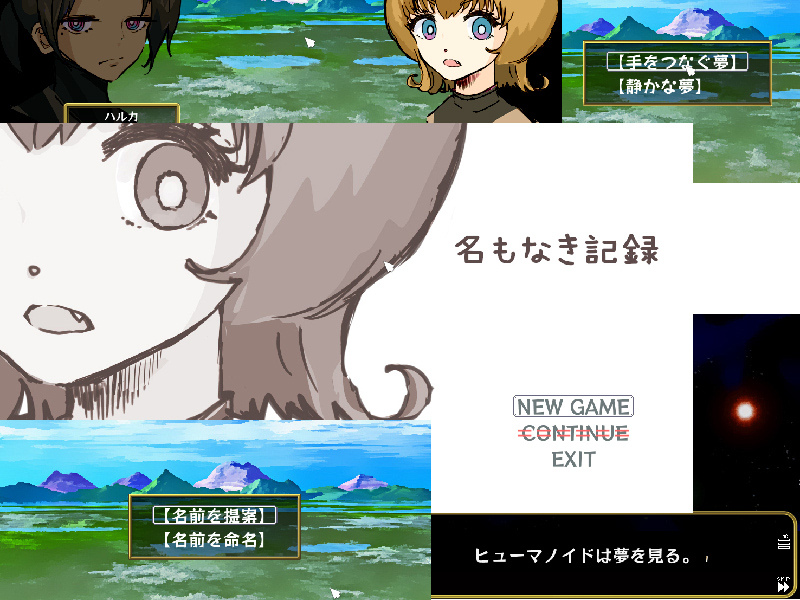 【手をつなぐ夢】
【静かな夢】
ハルカ
名もなき記録
NEW GAME
CONTINUE
EXIT
【名前を提案】
【名前を命名】
ヒューマノイドは夢を見る。